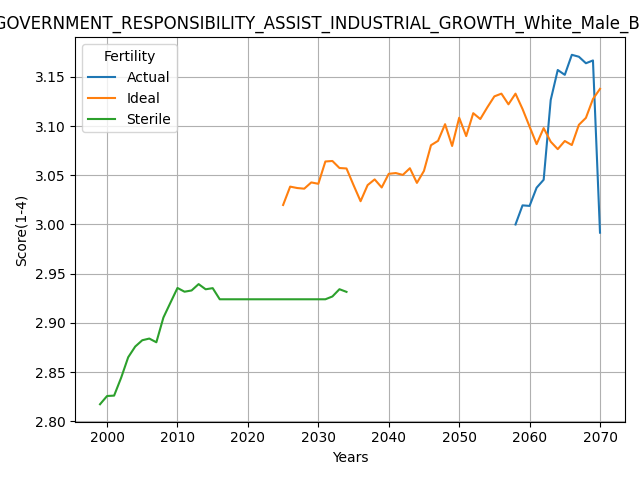 GOVERNMENT_RESPONSIBILITY_ASSIST_INDUSTRIAL_GROWTH_White_Male_B
Fertility
Actual
Ideal
Sterile
Score(1-4)
3.15
3.10
3.05
3.00
2.95
2.90
2.85
2.80
2000 2010 2020 2030 2040 2050 2060 2070
Years